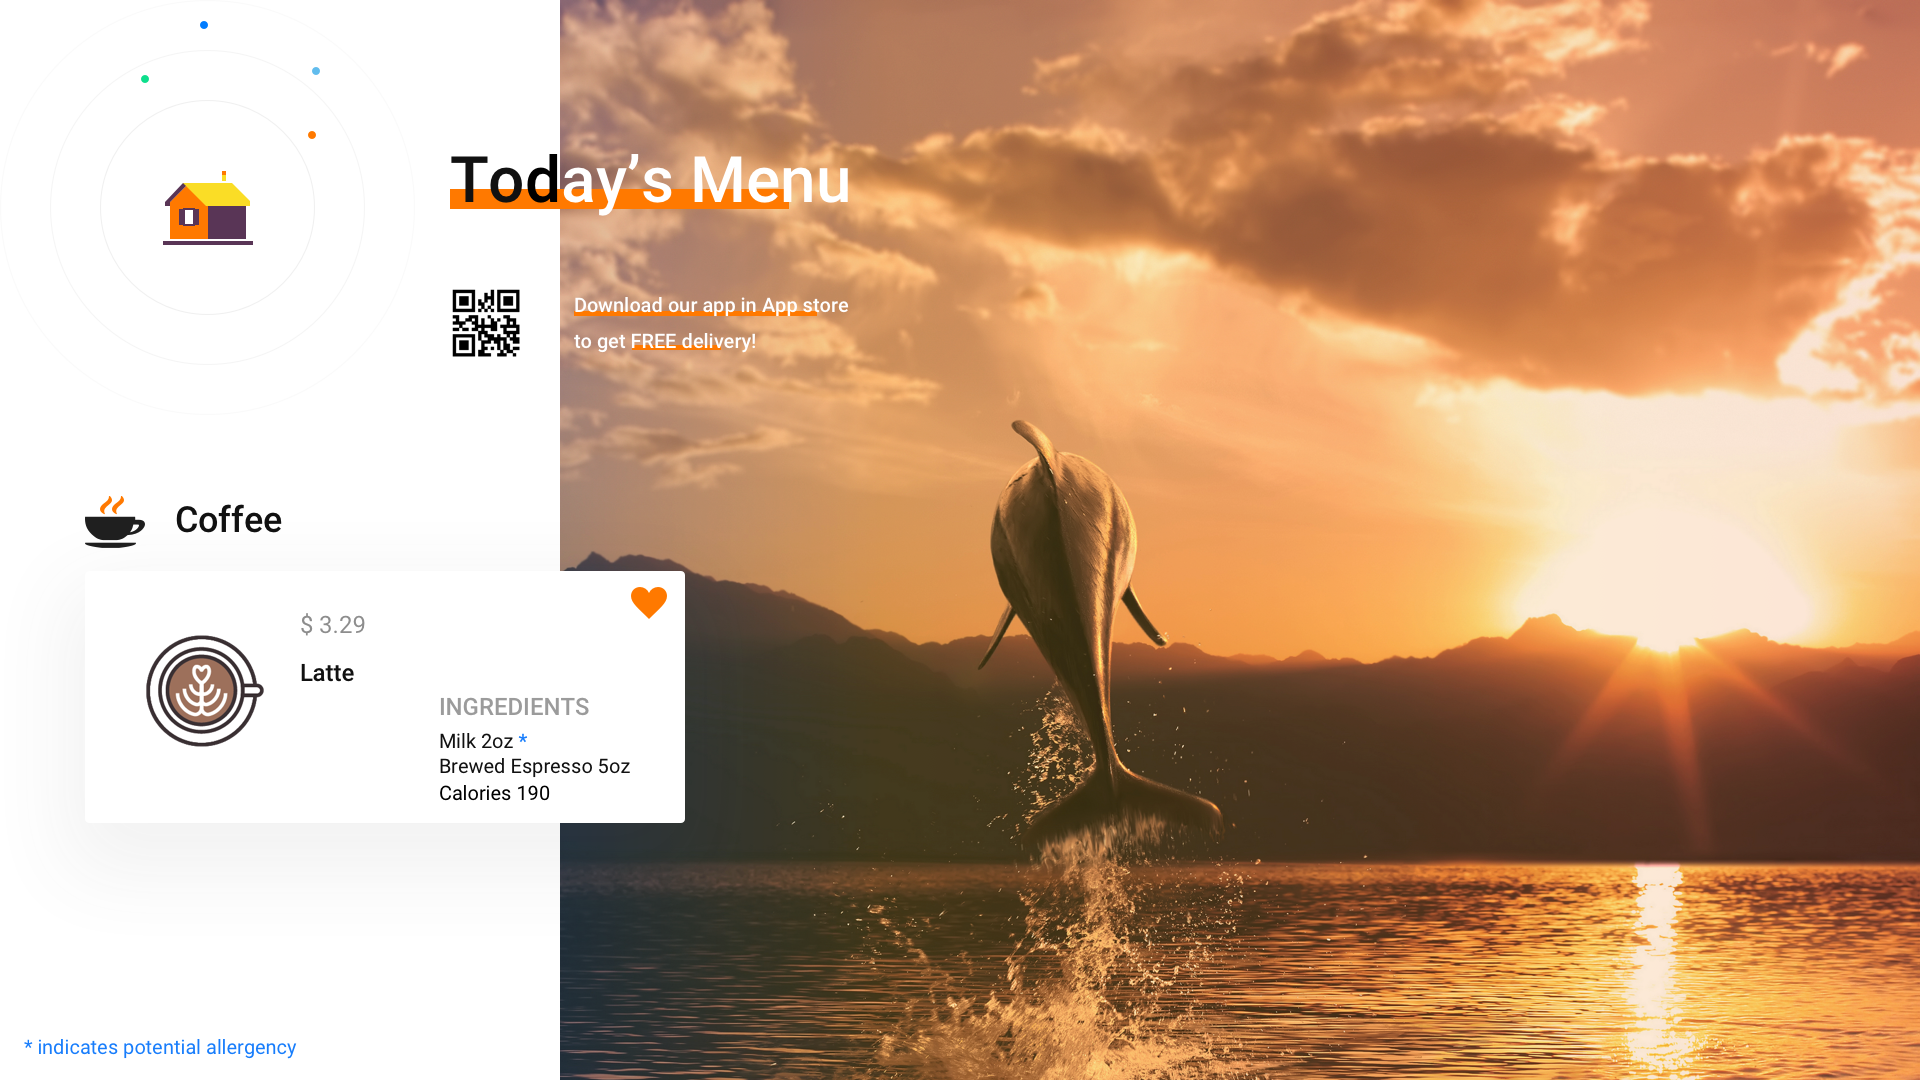 Today’s Menu
Download our app in App store
to get FREE delivery!
Coffee
$ 3.29
Latte
INGREDIENTS
Milk 2oz *
Brewed Espresso 5oz
Calories 190
* indicates potential allergency